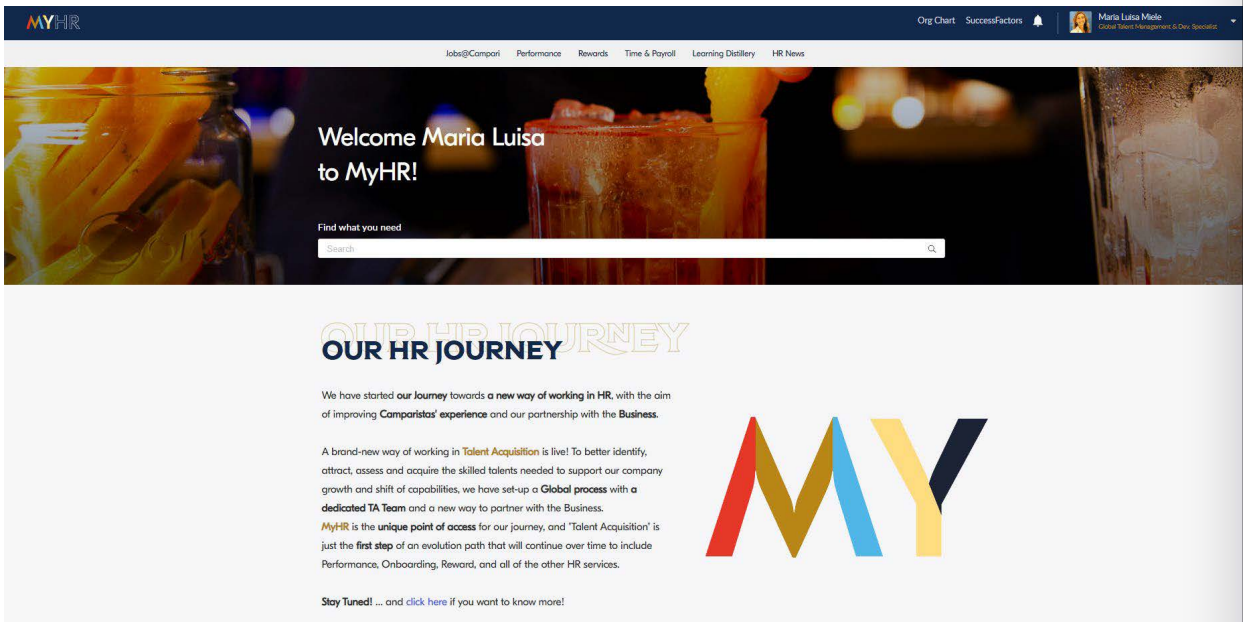 MYHR
Org Chart SuccessFactors
Maria Luisa Miele
Global Talent Management & Dev. Specialist
Jobs@Campari Performance Rewards Time & Payroll Learning Distillery HR News
Welcome Maria Luisa
to MyHR!
Find what you need
Search
OUR HR JOURNEY
OUR HR JOURNEY
We have started our Journey towards a new way of working in HR, with the aim
of improving Camparistas' experience and our partnership with the Business.
A brand-new way of working in Talent Acquisition is live! To better identify,
attract, assess and acquire the skilled talents needed to support our company
growth and shift of capabilities, we have set-up a Global process with a
dedicated TA Team and a new way to partner with the Business.
MyHR is the unique point of access for our journey, and 'Talent Acquisition' is
just the first step of an evolution path that will continue over time to include
Performance, Onboarding, Reward, and all of the other HR services.
Stay Tuned! ... and click here if you want to know more!
MY